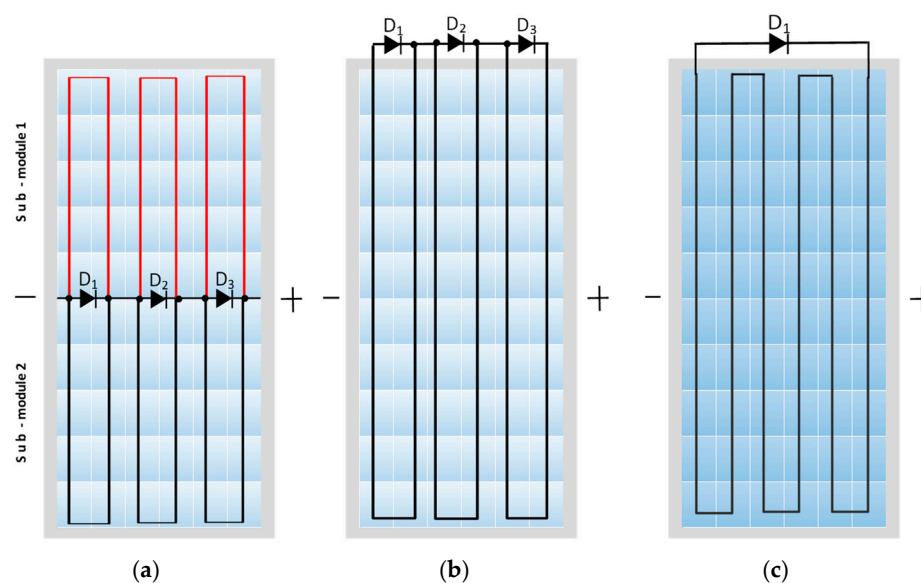 D₁ D₂ D₃
D₁
Sub-module 1
D₁ D₂ D₃
− + − + − +
Sub-module 2
(a) (b) (c)